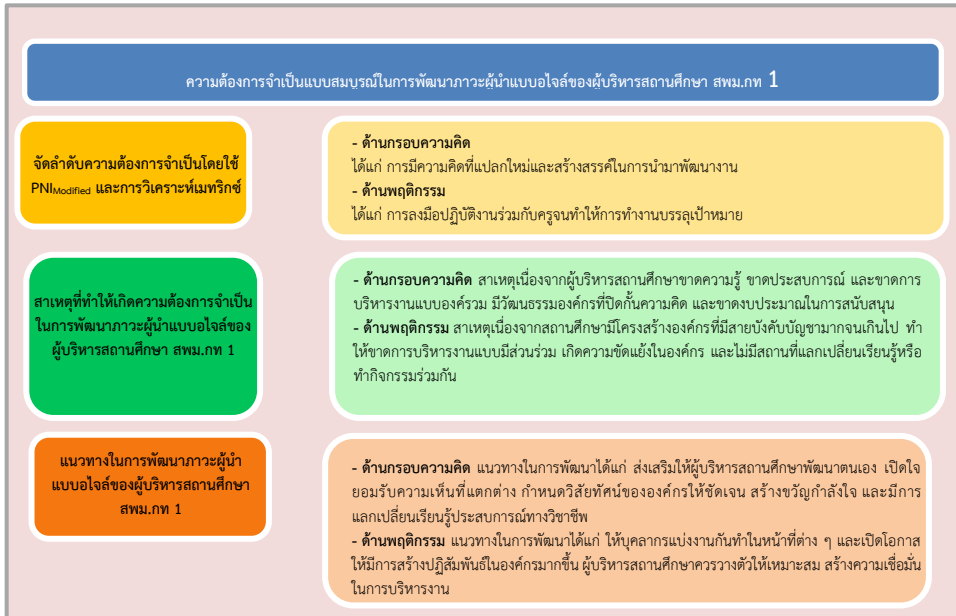 ความต้องการจำเป็นแบบสมบูรณ์ในการพัฒนาภาวะผู้นำแบบอไจล์ของผู้บริหารสถานศึกษา สพม.กท 1
จัดลำดับความต้องการจำเป็นโดยใช้
PNIModified และการวิเคราะห์เมทริกซ์
- ด้านกรอบความคิด
ได้แก่ การมีความคิดที่แปลกใหม่และสร้างสรรค์ในการนำมาพัฒนางาน
- ด้านพฤติกรรม
ได้แก่ การลงมือปฏิบัติงานร่วมกับครูจนทำให้การทำงานบรรลุเป้าหมาย
สาเหตุที่ทำให้เกิดความต้องการจำเป็น
ในการพัฒนาภาวะผู้นำแบบอไจล์ของ
ผู้บริหารสถานศึกษา สพม.กท 1
- ด้านกรอบความคิด สาเหตุเนื่องจากผู้บริหารสถานศึกษาขาดความรู้ ขาดประสบการณ์ และขาดการ
บริหารงานแบบองค์รวม มีวัฒนธรรมองค์กรที่ปิดกั้นความคิด และขาดงบประมาณในการสนับสนุน
- ด้านพฤติกรรม สาเหตุเนื่องจากสถานศึกษามีโครงสร้างองค์กรที่มีสายบังคับบัญชามากจนเกินไป ทำ
ให้ขาดการบริหารงานแบบมีส่วนร่วม เกิดความขัดแย้งในองค์กร และไม่มีสถานที่แลกเปลี่ยนเรียนรู้หรือ
ทำกิจกรรมร่วมกัน
แนวทางในการพัฒนาภาวะผู้นำ
แบบอไจล์ของผู้บริหารสถานศึกษา
สพม.กท 1
- ด้านกรอบความคิด แนวทางในการพัฒนาได้แก่ ส่งเสริมให้ผู้บริหารสถานศึกษาพัฒนาตนเอง เปิดใจ
ยอมรับความเห็นที่แตกต่าง กำหนดวิสัยทัศน์ขององค์กรให้ชัดเจน สร้างขวัญกำลังใจ และมีการ
แลกเปลี่ยนเรียนรู้ประสบการณ์ทางวิชาชีพ
- ด้านพฤติกรรม แนวทางในการพัฒนาได้แก่ ให้บุคลากรแบ่งงานกันทำในหน้าที่ต่าง ๆ และเปิดโอกาส
ให้มีการสร้างปฏิสัมพันธ์ในองค์กรมากขึ้น ผู้บริหารสถานศึกษาควรวางตัวให้เหมาะสม สร้างความเชื่อมั่น
ในการบริหารงาน